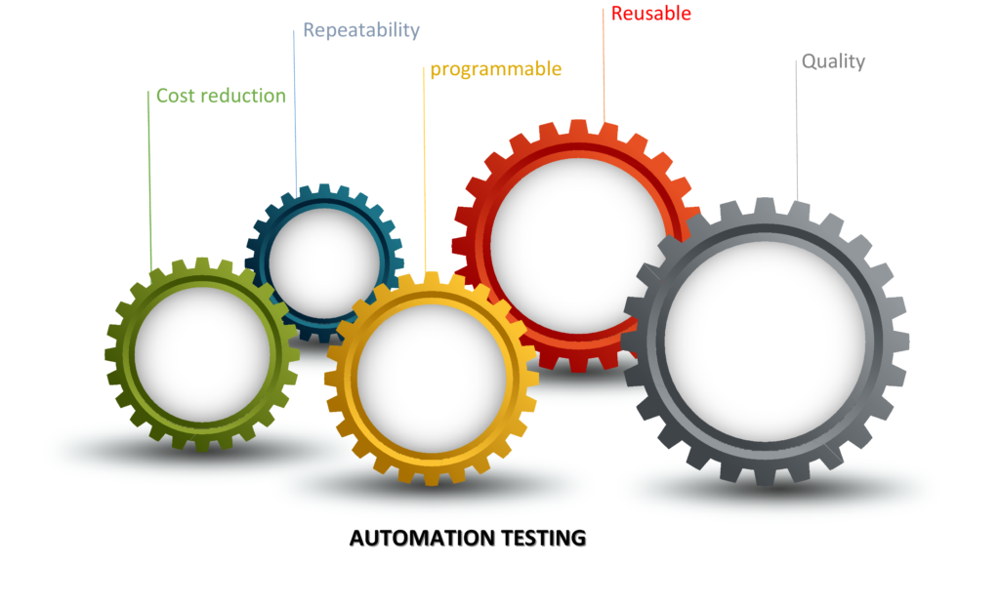 Cost reduction
Repeatability
programmable
Reusable
Quality
AUTOMATION TESTING